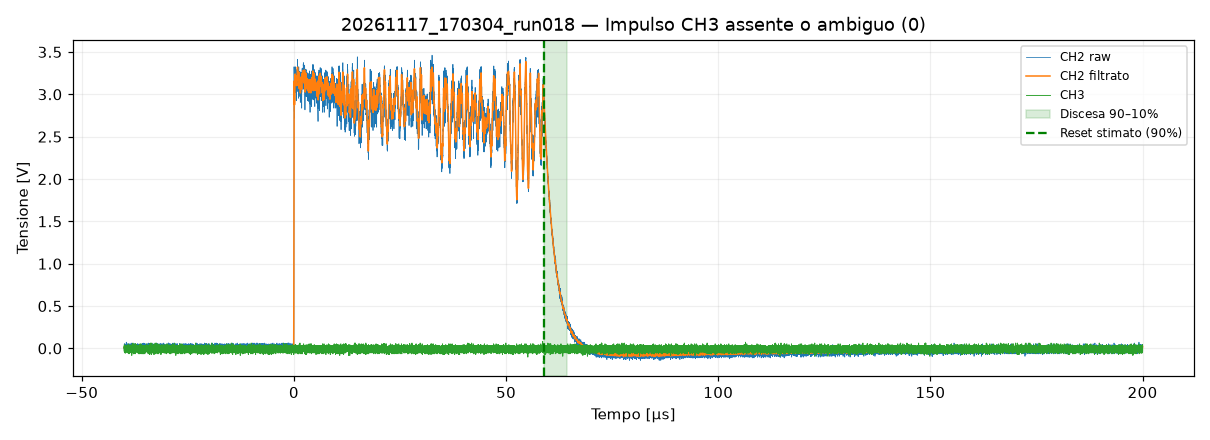 20261117_170304_run018 — Impulso CH3 assente o ambiguo (0)
CH2 raw
CH2 filtrato
CH3
Discesa 90–10%
Reset stimato (90%)
Tensione [V]
3.5
3.0
2.5
2.0
1.5
1.0
0.5
0.0
−50
0
50
100
150
200
Tempo [µs]